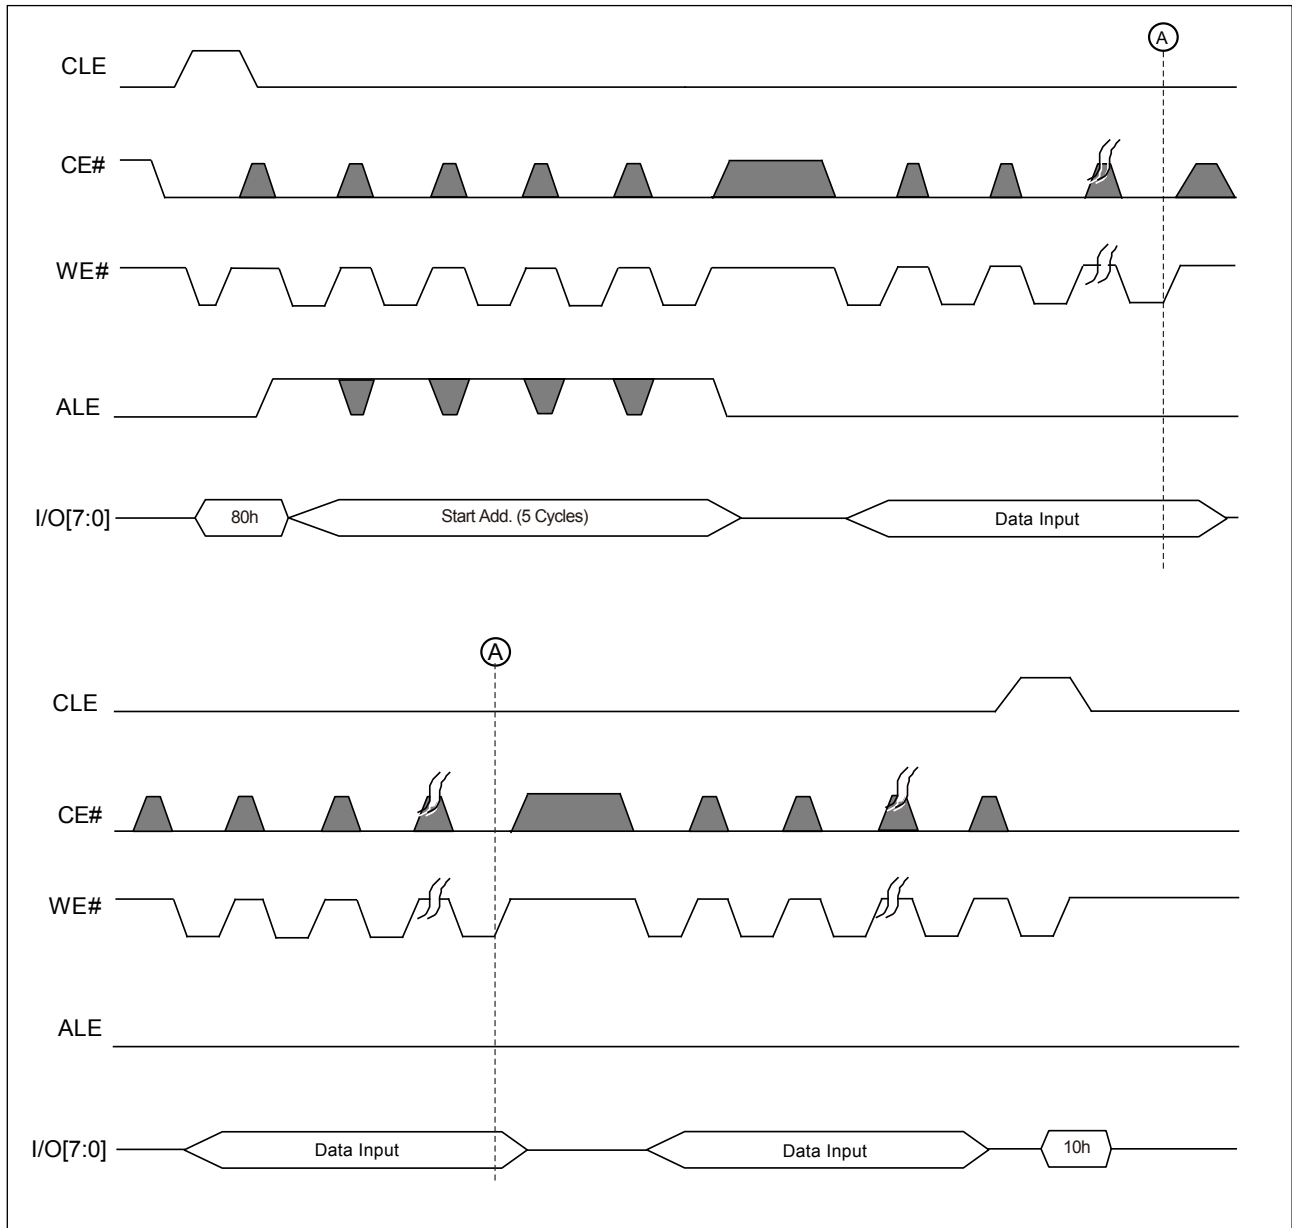 A
CLE
CE#
WE#
ALE
I/O[7:0]
80h
Start Add. (5 Cycles)
Data Input
A
CLE
CE#
WE#
ALE
I/O[7:0]
Data Input
Data Input
10h